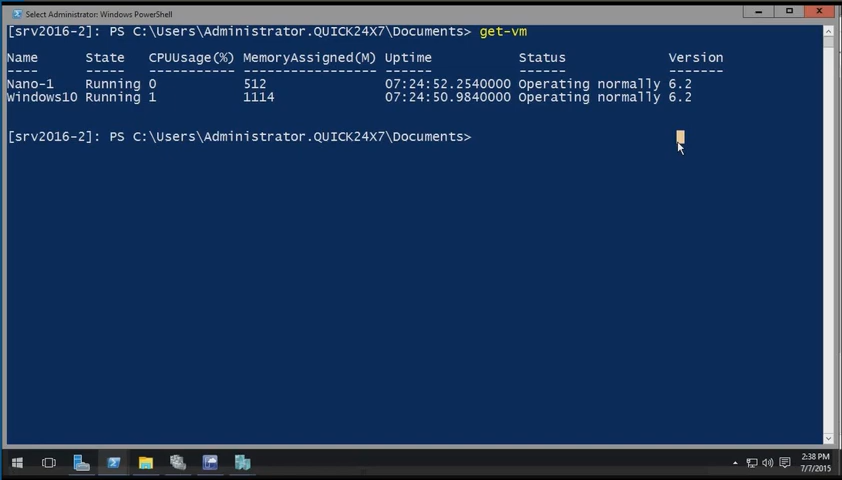 Select Administrator: Windows PowerShell
[srv2016-2]: PS C:\Users\Administrator.QUICK24X7\Documents> get-vm
Name State CPUUsage(%) MemoryAssigned(M) Uptime Status Version
---- ----- ----------- ----------------- ------ ------ -------
Nano-1 Running 0 512 07:24:52.2540000 Operating normally 6.2
Windows10 Running 1 1114 07:24:50.9840000 Operating normally 6.2
[srv2016-2]: PS C:\Users\Administrator.QUICK24X7\Documents>
2:38 PM
7/7/2015